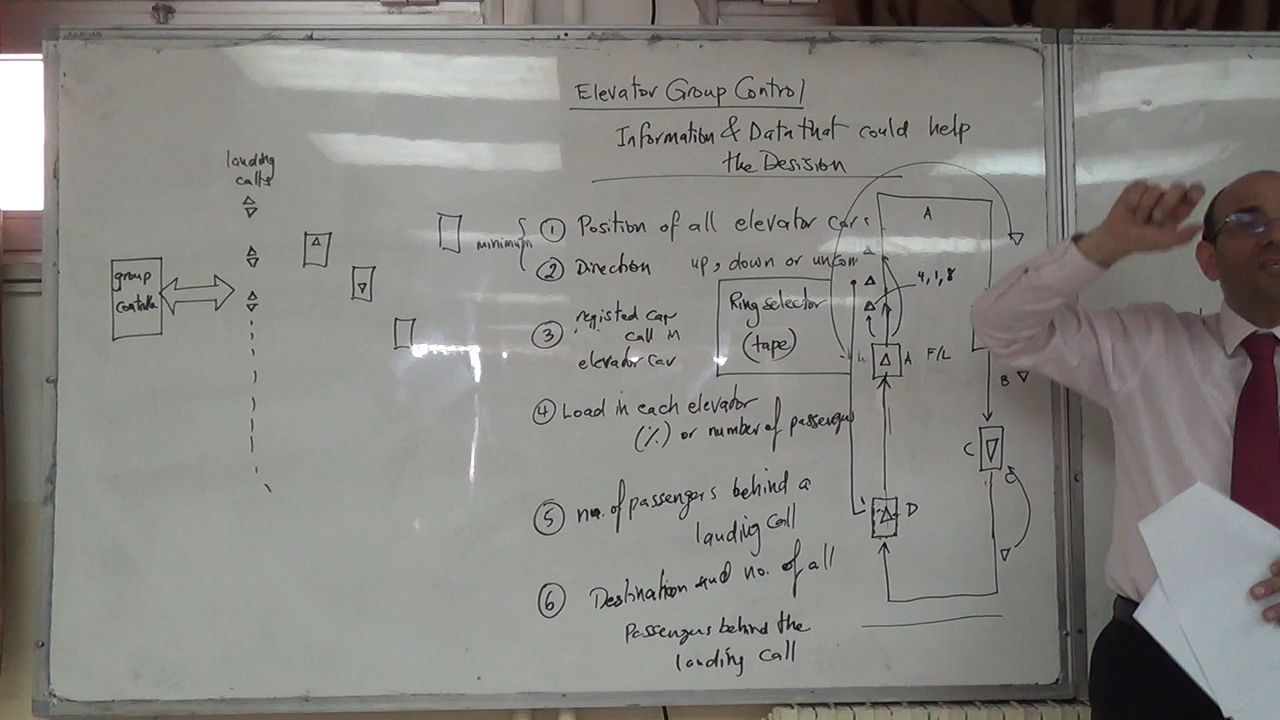 Elevator Group Control
Information & Data that could help
the Desision
landing
calls
group
controller
minimum
① Position of all elevator cars
② Direction up, down or uncom
③ registed car
call in
elevator car
④ Load in each elevator
(%) or number of passenger
⑤ no. of passengers behind a
landing call
⑥ Destination and no. of all
Passengers behind the
landing call
Ring selector
(tape)
A
4,1,8
A F/L
B
C
D